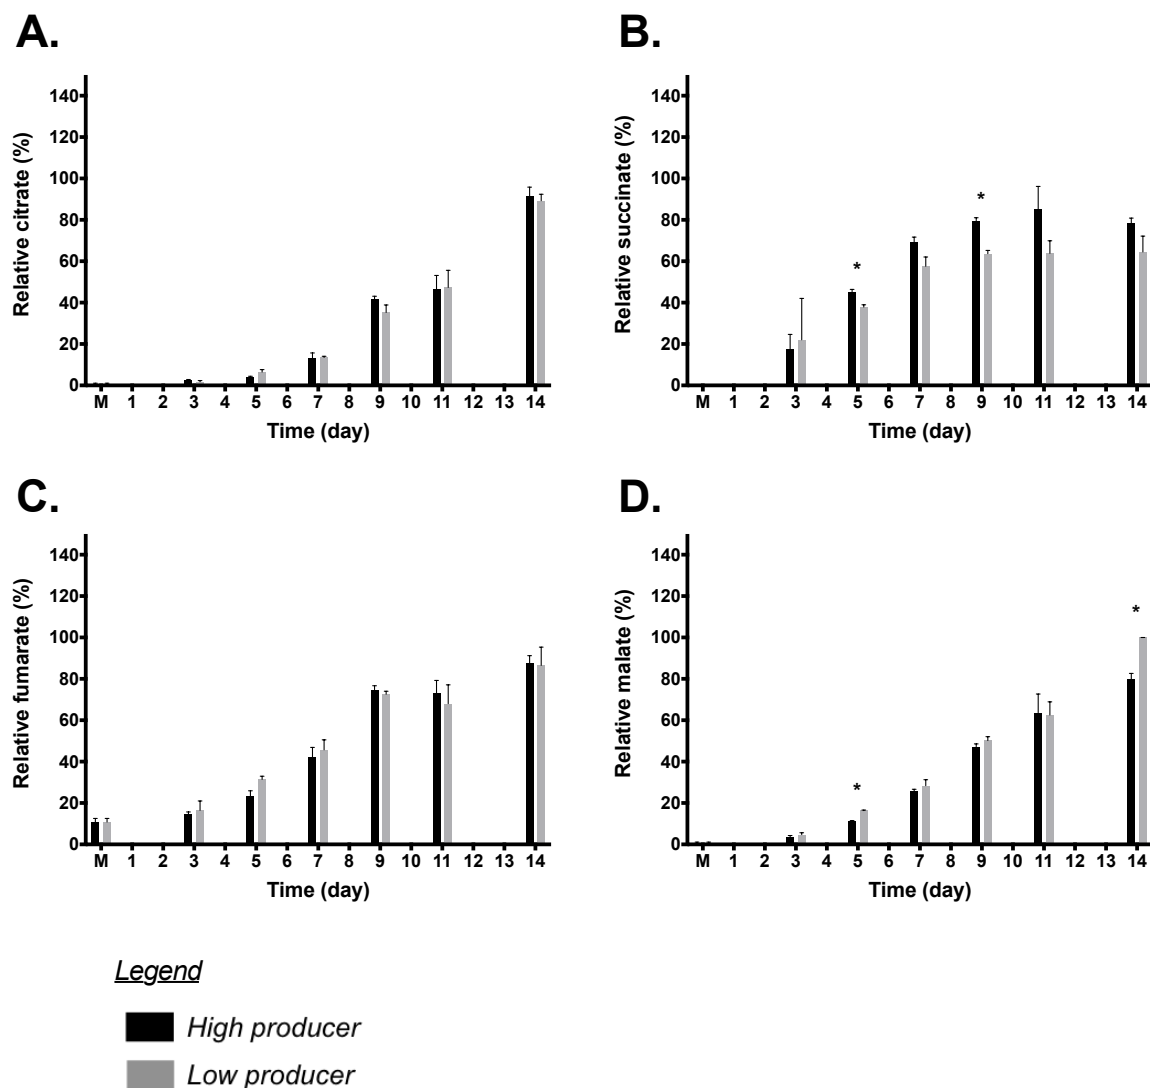 A.
Relative citrate (%)
140
120
100
80
60
40
20
0
M 1 2 3 4 5 6 7 8 9 10 11 12 13 14
Time (day)
B.
Relative succinate (%)
140
120
100
80
60
40
20
0
* *
M 1 2 3 4 5 6 7 8 9 10 11 12 13 14
Time (day)
C.
Relative fumarate (%)
140
120
100
80
60
40
20
0
M 1 2 3 4 5 6 7 8 9 10 11 12 13 14
Time (day)
D.
Relative malate (%)
140
120
100
80
60
40
20
0
* *
M 1 2 3 4 5 6 7 8 9 10 11 12 13 14
Time (day)
Legend
High producer
Low producer